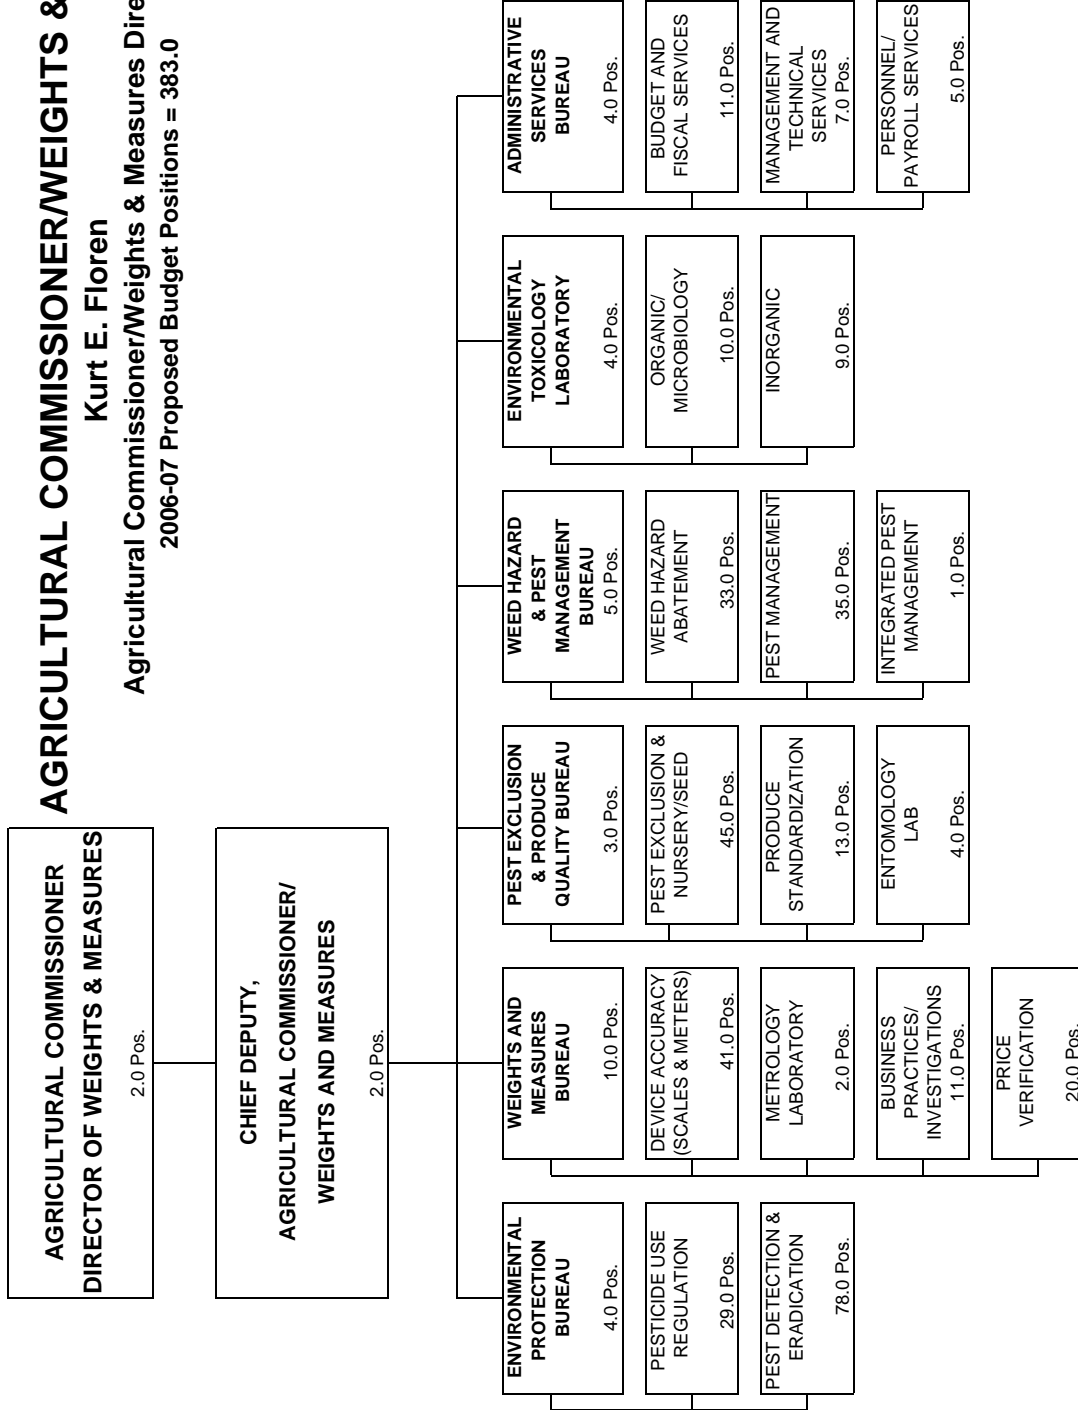 AGRICULTURAL COMMISSIONER/WEIGHTS &
Kurt E. Floren
Agricultural Commissioner/Weights & Measures Dire
2006-07 Proposed Budget Positions = 383.0
AGRICULTURAL COMMISSIONER
DIRECTOR OF WEIGHTS & MEASURES
2.0 Pos.
CHIEF DEPUTY,
AGRICULTURAL COMMISSIONER/
WEIGHTS AND MEASURES
2.0 Pos.
ENVIRONMENTAL
PROTECTION
BUREAU
4.0 Pos.
PESTICIDE USE
REGULATION
29.0 Pos.
PEST DETECTION &
ERADICATION
78.0 Pos.
WEIGHTS AND
MEASURES
BUREAU
10.0 Pos.
DEVICE ACCURACY
(SCALES & METERS)
41.0 Pos.
METROLOGY
LABORATORY
2.0 Pos.
BUSINESS
PRACTICES/
INVESTIGATIONS
11.0 Pos.
PRICE
VERIFICATION
20.0 Pos.
PEST EXCLUSION
& PRODUCE
QUALITY BUREAU
3.0 Pos.
PEST EXCLUSION &
NURSERY/SEED
45.0 Pos.
PRODUCE
STANDARDIZATION
13.0 Pos.
ENTOMOLOGY
LAB
4.0 Pos.
WEED HAZARD
& PEST
MANAGEMENT
BUREAU
5.0 Pos.
WEED HAZARD
ABATEMENT
33.0 Pos.
PEST MANAGEMENT
35.0 Pos.
INTEGRATED PEST
MANAGEMENT
1.0 Pos.
ENVIRONMENTAL
TOXICOLOGY
LABORATORY
4.0 Pos.
ORGANIC/
MICROBIOLOGY
10.0 Pos.
INORGANIC
9.0 Pos.
ADMINISTRATIVE
SERVICES
BUREAU
4.0 Pos.
BUDGET AND
FISCAL SERVICES
11.0 Pos.
MANAGEMENT AND
TECHNICAL
SERVICES
7.0 Pos.
PERSONNEL/
PAYROLL SERVICES
5.0 Pos.